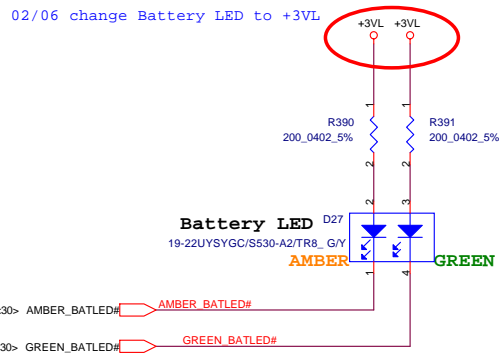 02/06 change Battery LED to +3VL
+3VL +3VL
1 1
R390 R391
200_0402_5% 200_0402_5%
2 2
2 3
Battery LED D27
19-22UYSYGC/S530-A2/TR8_ G/Y
AMBER GREEN
1 4
30> AMBER_BATLED# AMBER_BATLED#
30> GREEN_BATLED# GREEN_BATLED#